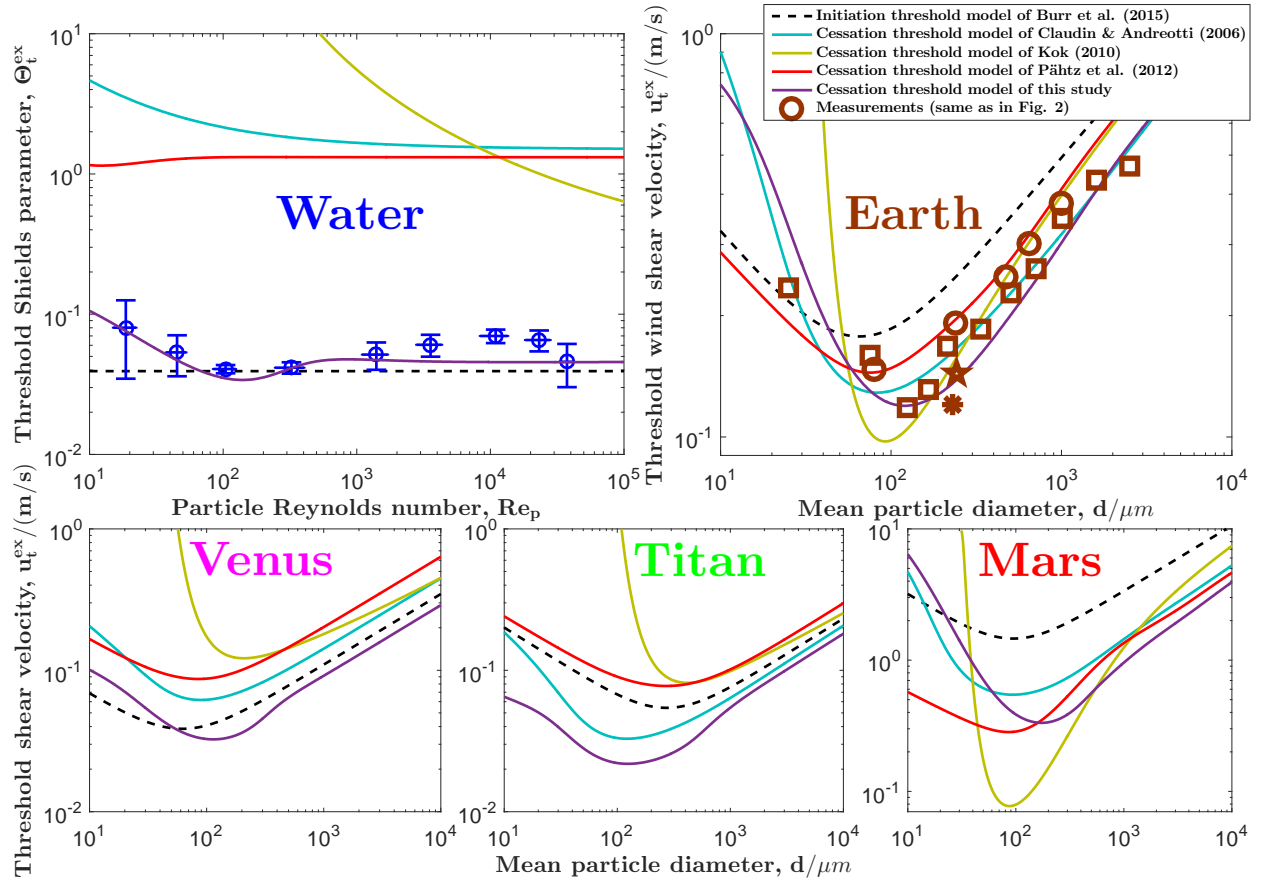 Initiation threshold model of Burr et al. (2015)
Cessation threshold model of Claudin & Andreotti (2006)
Cessation threshold model of Kok (2010)
Cessation threshold model of Pähtz et al. (2012)
Cessation threshold model of this study
Measurements (same as in Fig. 2)
Threshold Shields parameter, Θ_t^ex
10^1
10^0
10^-1
10^-2
Water
10^1 10^2 10^3 10^4 10^5
Particle Reynolds number, Re_p
Threshold wind shear velocity, u_t^ex/(m/s)
10^0
10^-1
Earth
10^1 10^2 10^3 10^4
Mean particle diameter, d/μm
Threshold shear velocity, u_t^ex/(m/s)
10^0
10^-1
10^-2
Venus
10^1 10^2 10^3 10^4
10^0
10^-1
10^-2
Titan
10^1 10^2 10^3 10^4
10^1
10^0
10^-1
Mars
10^1 10^2 10^3 10^4
Mean particle diameter, d/μm